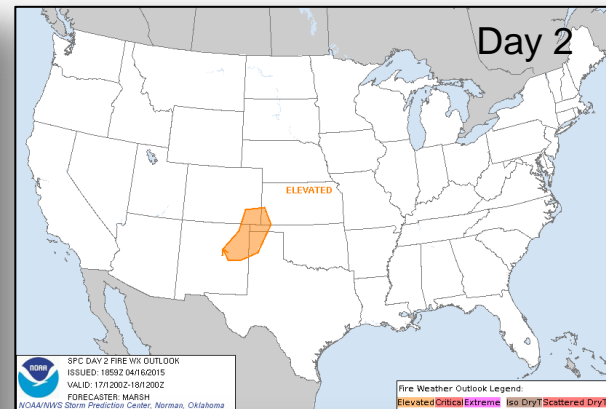 Day 2
ELEVATED
NOAA
SPC DAY 2 FIRE WX OUTLOOK
ISSUED: 1859Z 04/16/2015
VALID: 17/1200Z-18/1200Z
FORECASTER: MARSH
NOAA/NWS Storm Prediction Center, Norman, Oklahoma
Fire Weather Outlook Legend:
Elevated Critical Extreme Iso DryT Scattered DryT